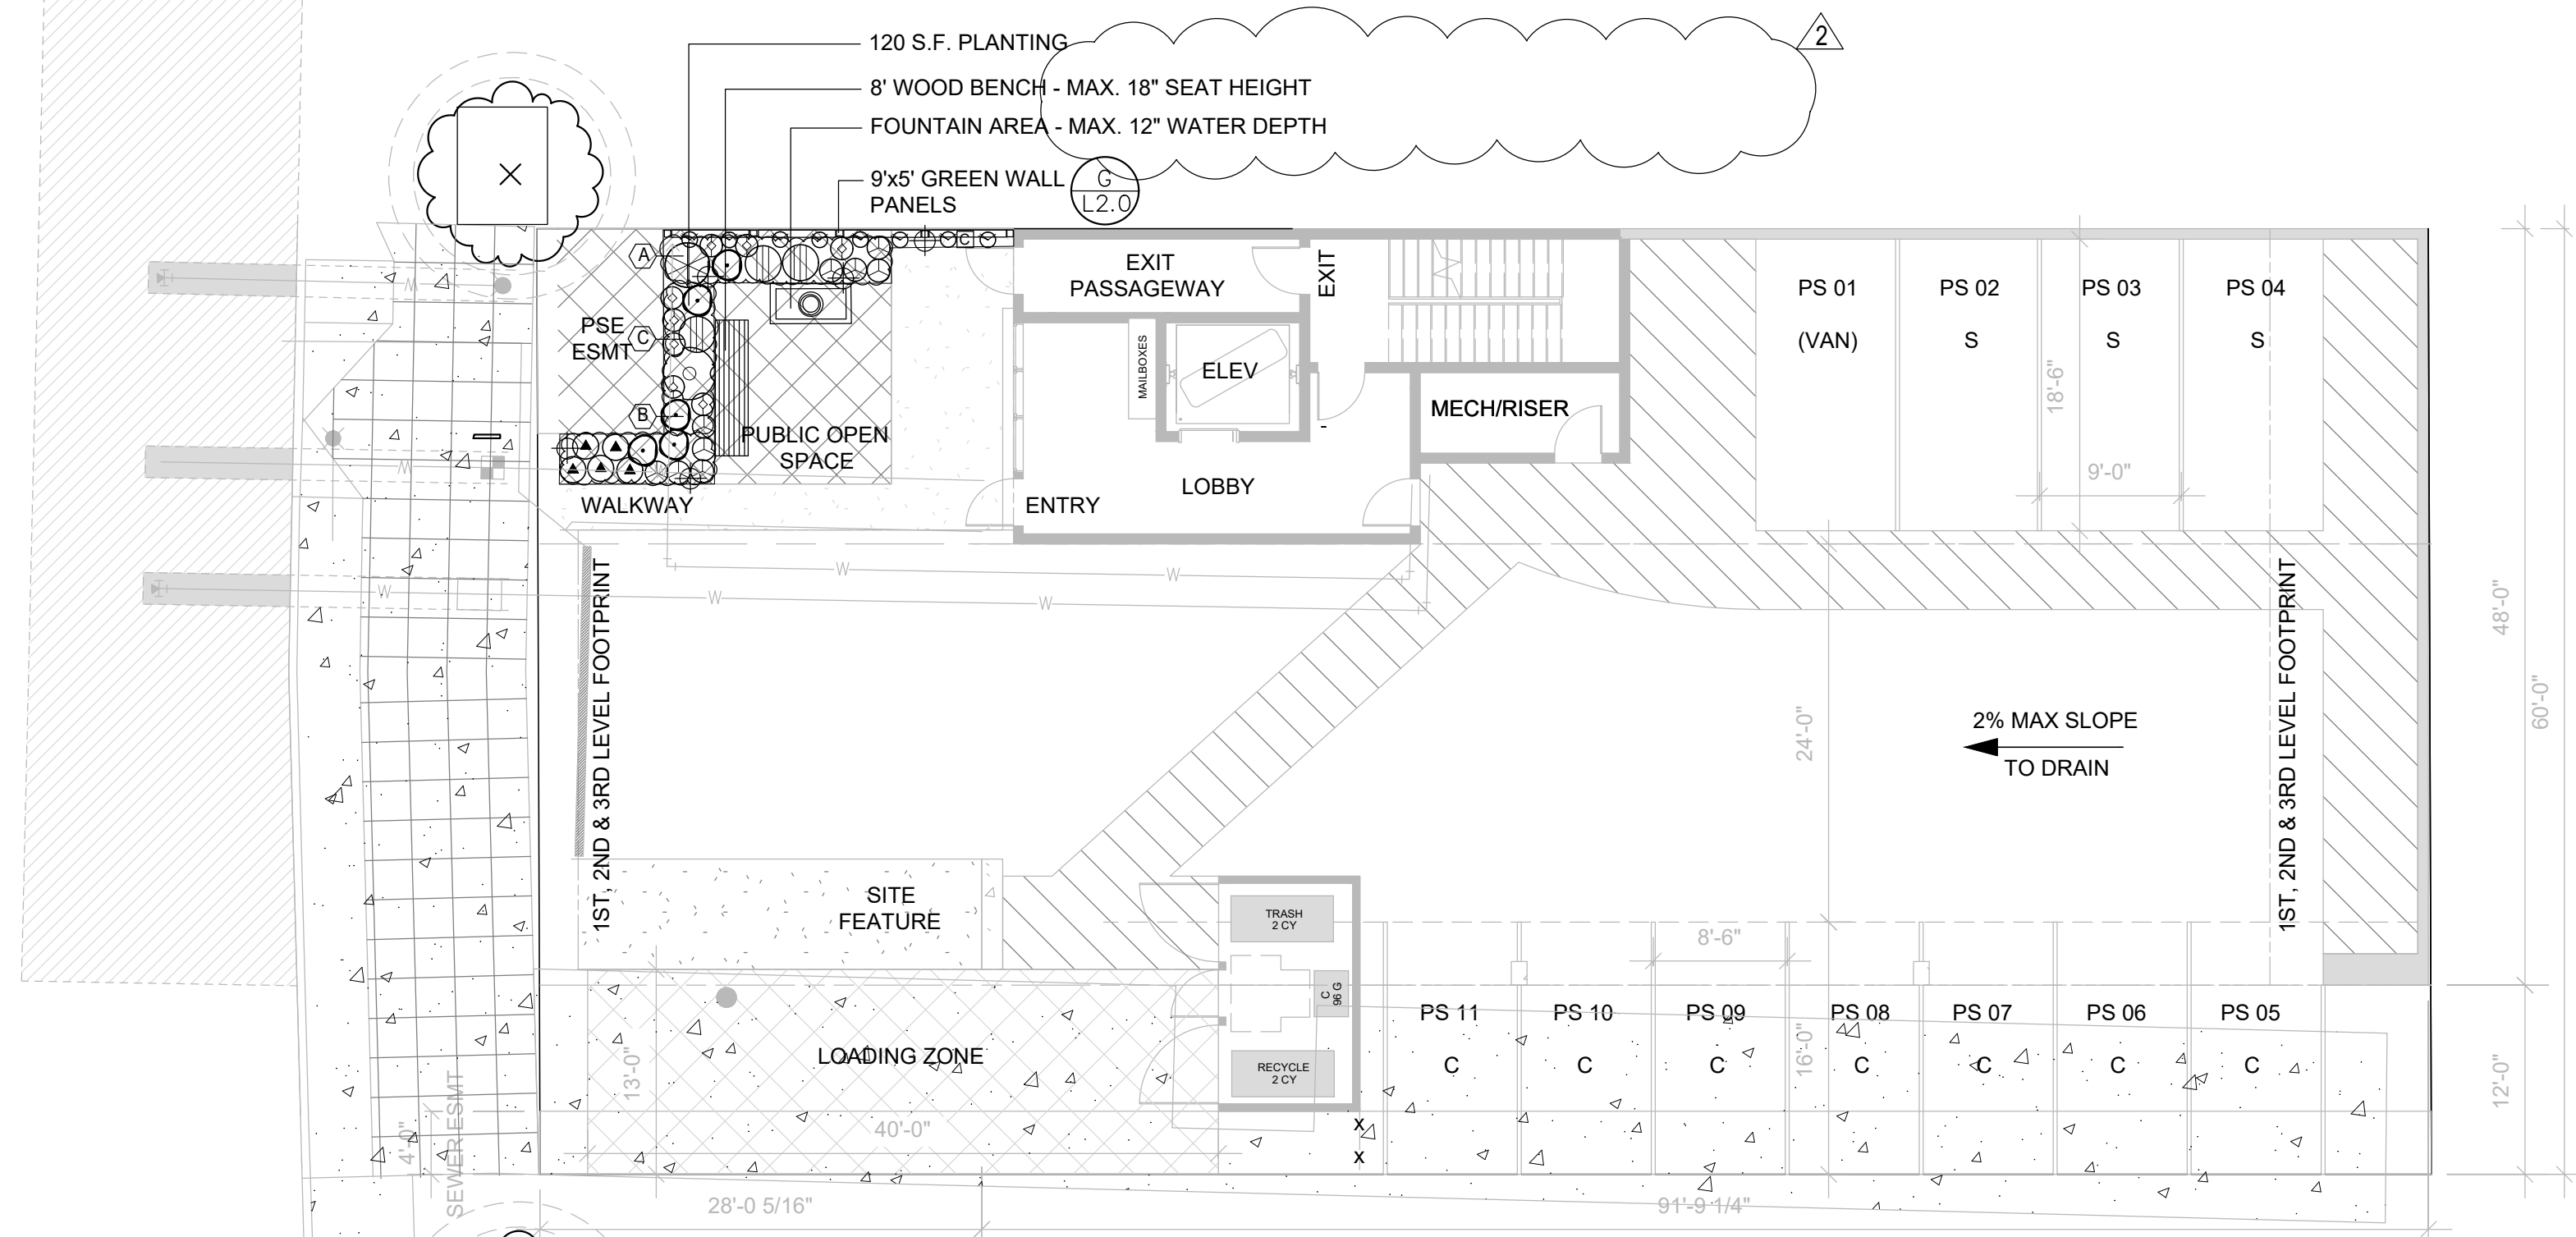 120 S.F. PLANTING
8' WOOD BENCH - MAX. 18" SEAT HEIGHT
FOUNTAIN AREA - MAX. 12" WATER DEPTH
9'x5' GREEN WALL
PANELS
G
L2.0
2
A
C
B
C
PSE
ESMT
PUBLIC OPEN
SPACE
WALKWAY
EXIT
PASSAGEWAY
EXIT
MAILBOXES
ELEV
MECH/RISER
LOBBY
ENTRY
PS 01
(VAN)
PS 02
S
PS 03
S
PS 04
S
18'-6"
9'-0"
W
W
W
W
W
W
W
1ST, 2ND & 3RD LEVEL FOOTPRINT
1ST, 2ND & 3RD LEVEL FOOTPRINT
24'-0"
2% MAX SLOPE
TO DRAIN
48'-0"
60'-0"
12'-0"
SITE
FEATURE
TRASH
2 CY
C
96 G
RECYCLE
2 CY
LOADING ZONE
13'-0"
40'-0"
8'-6"
16'-0"
PS 11
C
PS 10
C
PS 09
C
PS 08
C
PS 07
C
PS 06
C
PS 05
C
X
X
4'-0"
SEWER ESMT
28'-0 5/16"
91'-9 1/4"